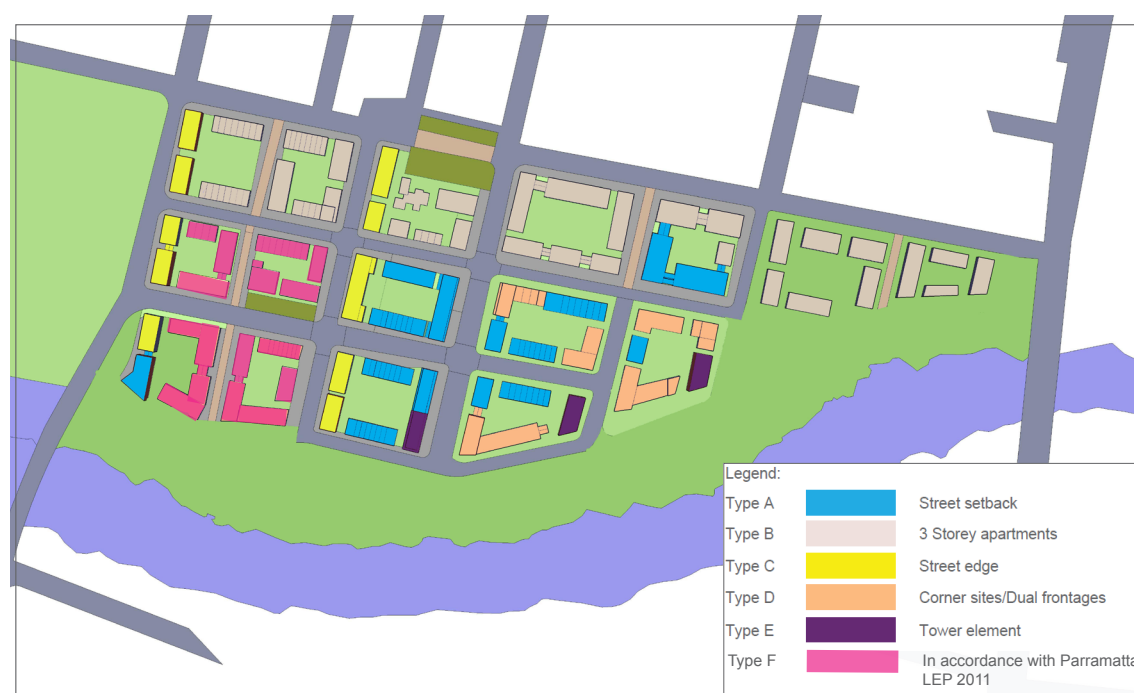 Legend:
Type A Street setback
Type B 3 Storey apartments
Type C Street edge
Type D Corner sites/Dual frontages
Type E Tower element
Type F In accordance with Parramatta
LEP 2011